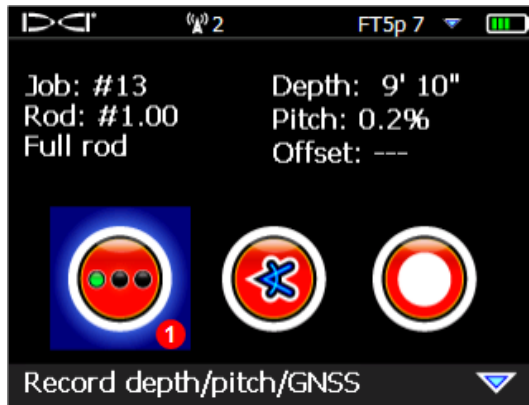 DCI 2 FT5p 7
Job: #13
Rod: #1.00
Full rod
Depth: 9' 10"
Pitch: 0.2%
Offset: ---
1
Record depth/pitch/GNSS